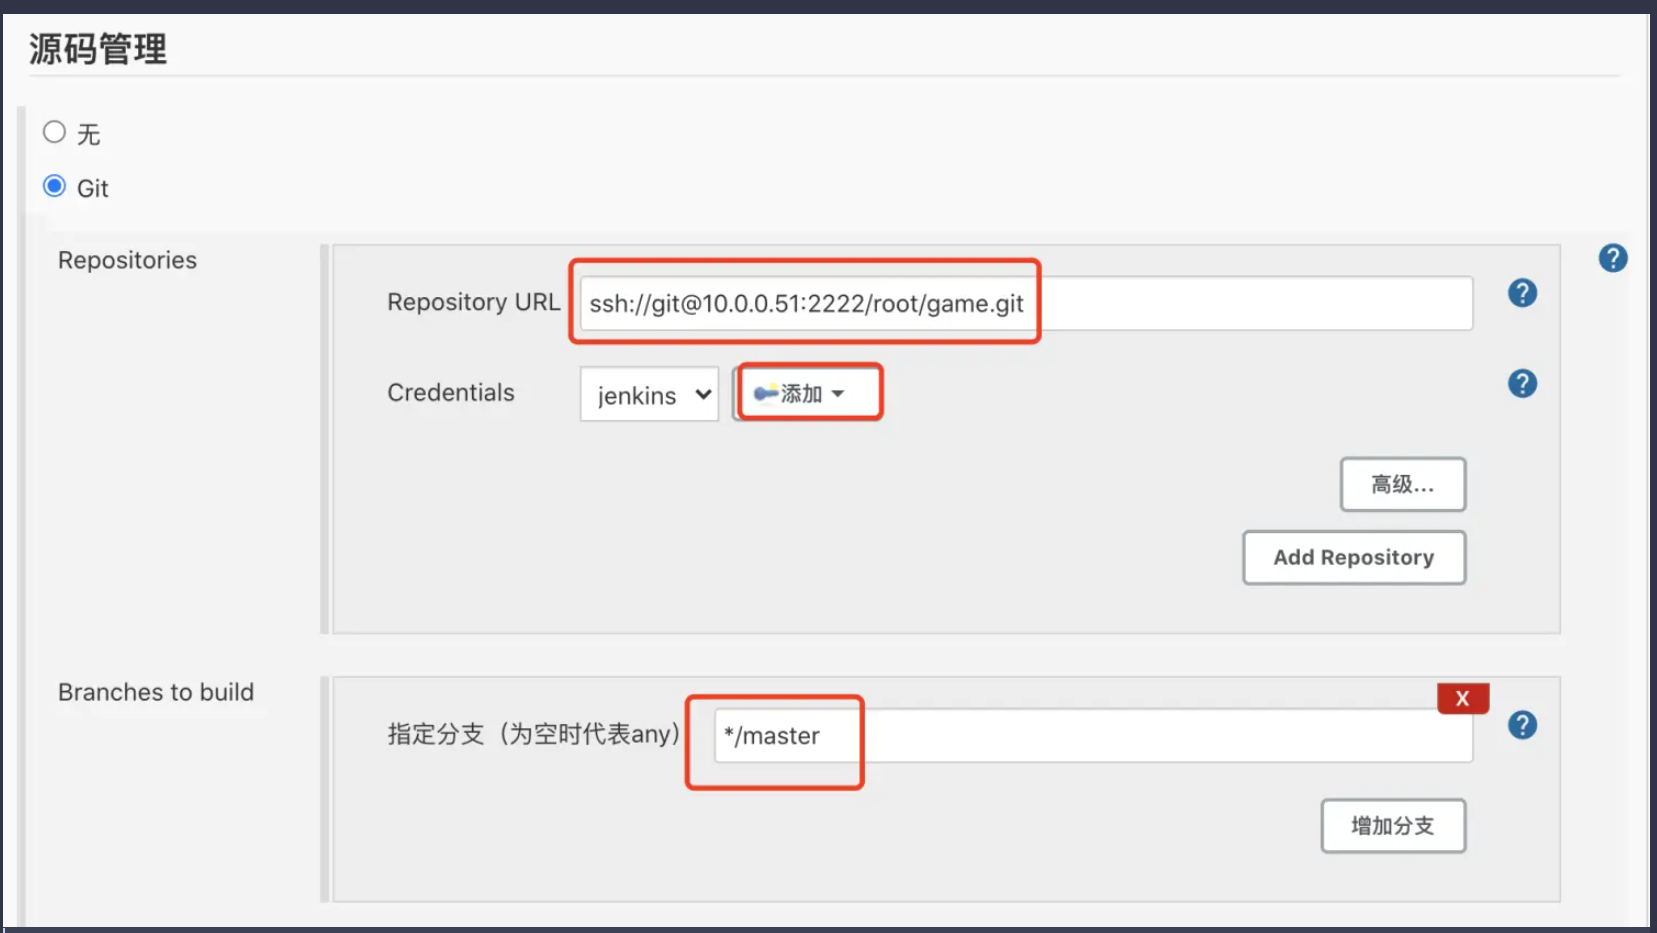 源码管理
无
Git
Repositories
?
Repository URL ssh://git@10.0.0.51:2222/root/game.git ?
Credentials jenkins 添加 ?
高级...
Add Repository
Branches to build
X
指定分支（为空时代表any） */master ?
增加分支